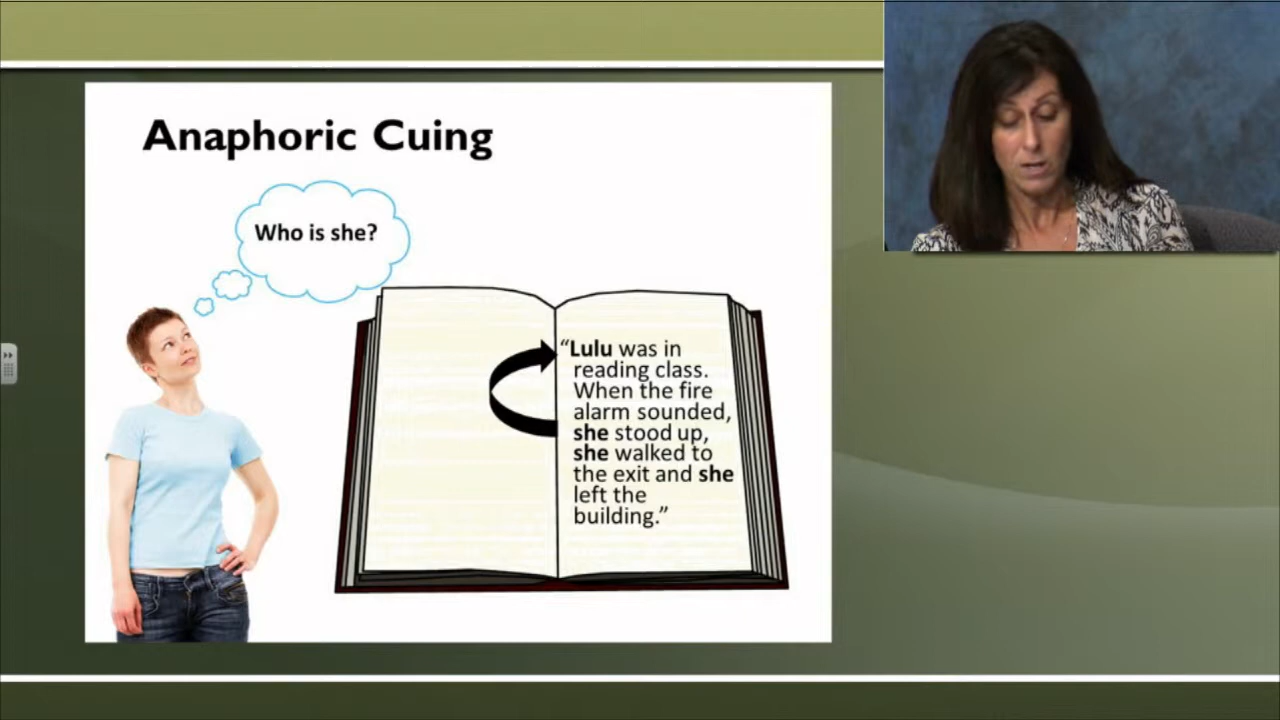 Anaphoric Cuing
Who is she?
“Lulu was in
reading class.
When the fire
alarm sounded,
she stood up,
she walked to
the exit and she
left the
building.”